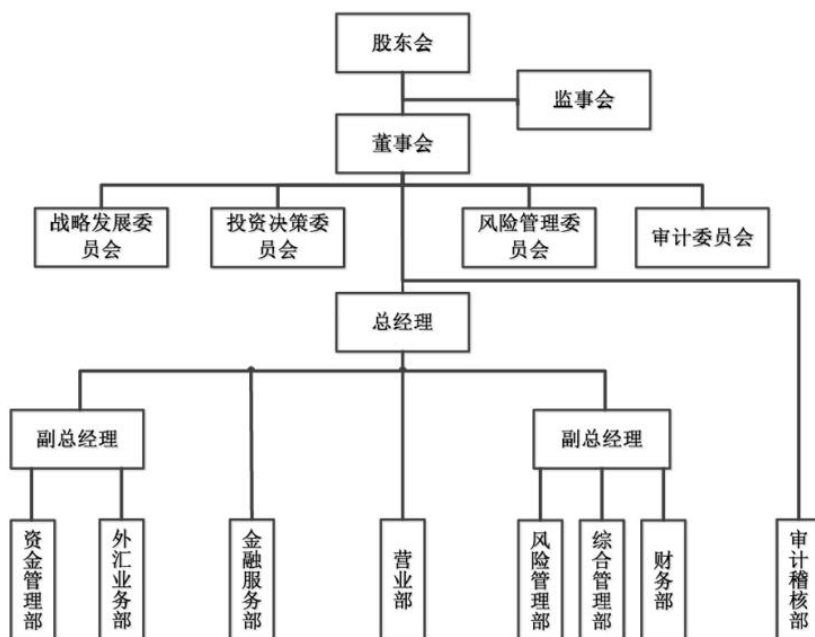 股东会
监事会
董事会
战略发展委
员会
投资决策委
员会
风险管理委
员会
审计委员会
总经理
副总经理
副总经理
资金管理部
外汇业务部
金融服务部
营业部
风险管理部
综合管理部
财务部
审计稽核部